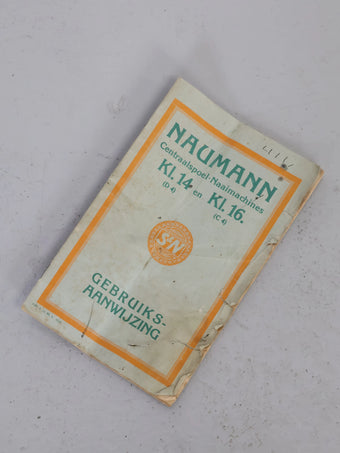 NAUMANN
Centraalspoel-Naaimachines
Kl. 14 en Kl. 16.
(D 4) (C 4)
S&N
GEBRUIKS-
AANWIJZING